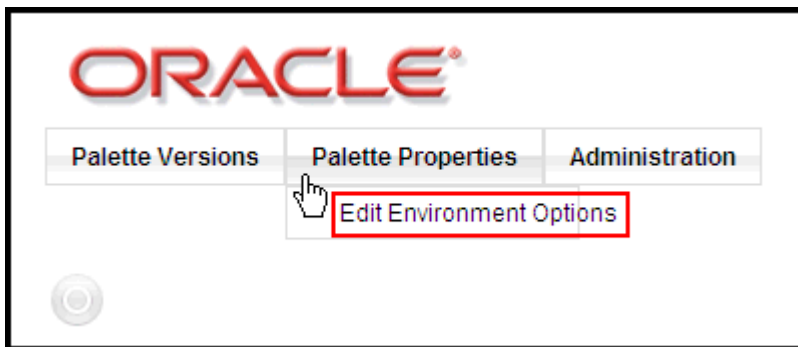 ORACLE®
Palette Versions Palette Properties Administration
Edit Environment Options